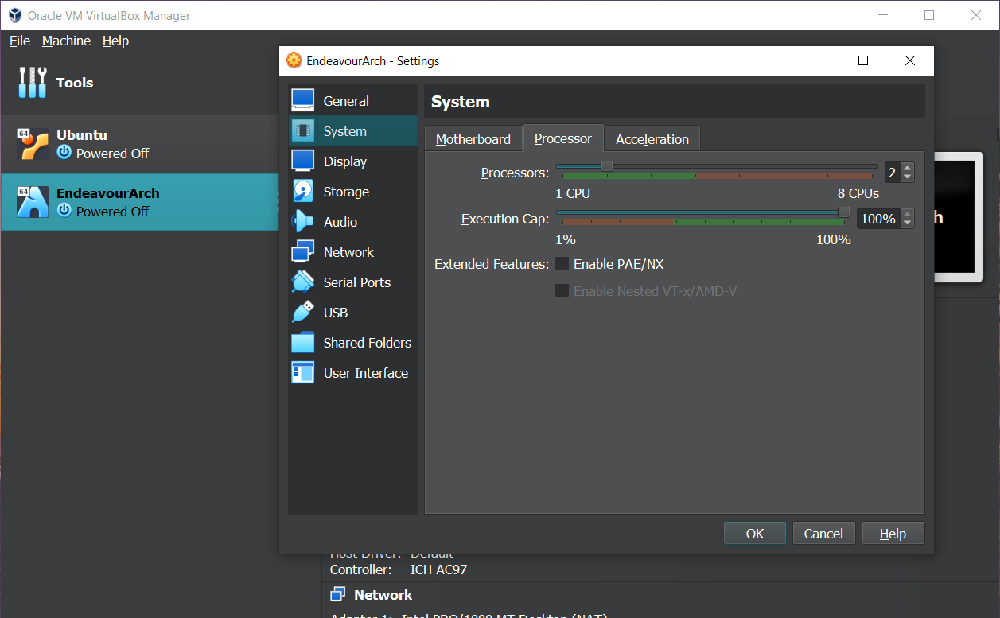 Oracle VM VirtualBox Manager
File Machine Help
Tools
64
Ubuntu
Powered Off
64
EndeavourArch
Powered Off
EndeavourArch - Settings
General
System
Display
Storage
Audio
Network
Serial Ports
USB
Shared Folders
User Interface
System
Motherboard Processor Acceleration
Processors: 2
1 CPU 8 CPUs
Execution Cap: 100%
1% 100%
Extended Features: Enable PAE/NX
Enable Nested VT-x/AMD-V
OK Cancel Help
h
Host Driver: Default
Controller: ICH AC97
Network
Adapter 1: Intel PRO/1000 MT Desktop (NAT)